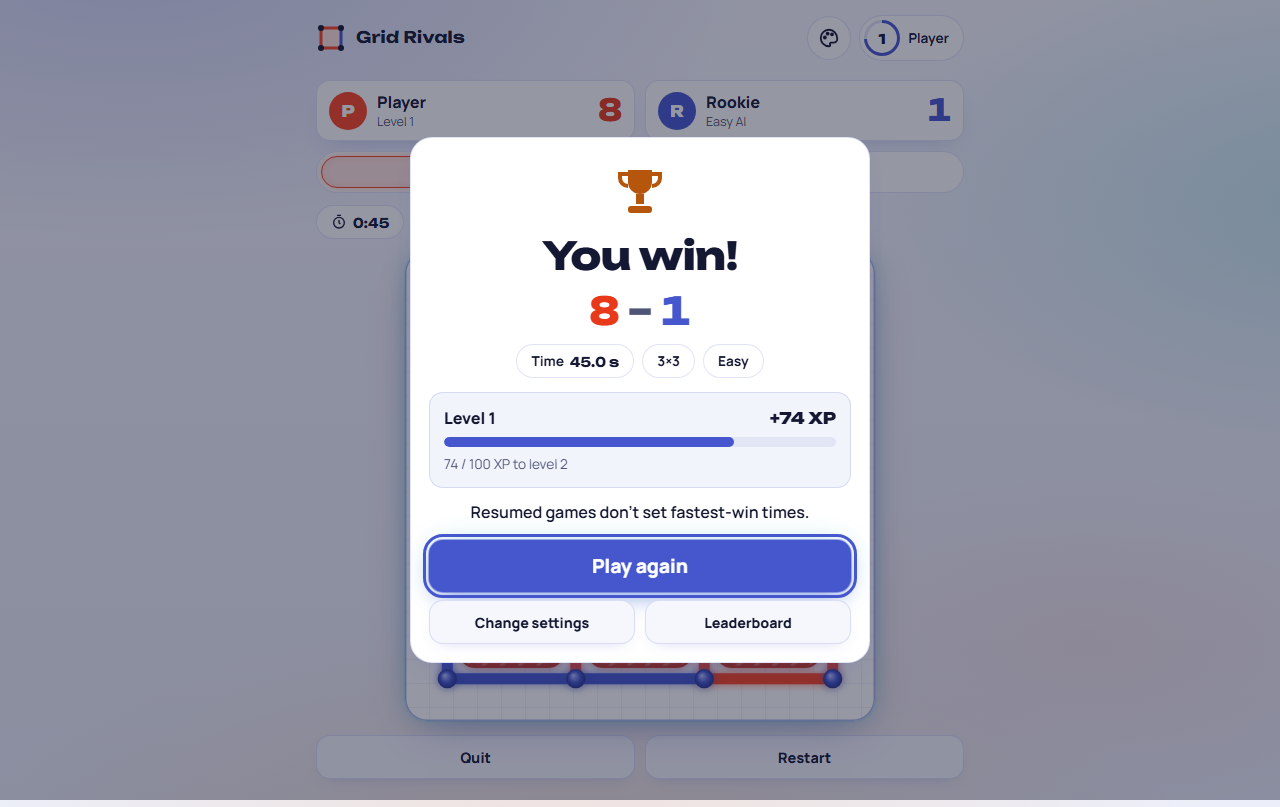 Grid Rivals
1 Player
P Player 8
Level 1
R Rookie 1
Easy AI
0:45
You win!
8 – 1
Time 45.0 s
3×3
Easy
Level 1 +74 XP
74 / 100 XP to level 2
Resumed games don't set fastest-win times.
Play again
Change settings
Leaderboard
Quit
Restart